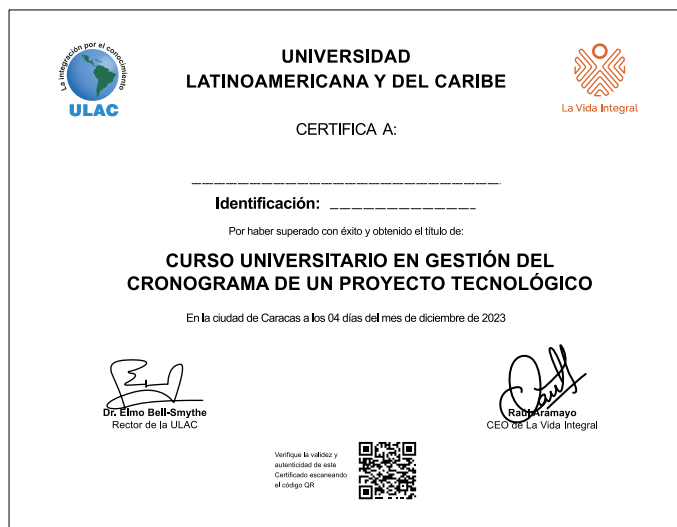 La integración por el conocimiento
ULAC
UNIVERSIDAD
LATINOAMERICANA Y DEL CARIBE
La Vida Integral
CERTIFICA A:
Identificación:
Por haber superado con éxito y obtenido el título de:
CURSO UNIVERSITARIO EN GESTIÓN DEL
CRONOGRAMA DE UN PROYECTO TECNOLÓGICO
En la ciudad de Caracas a los 04 días del mes de diciembre de 2023
Dr. Elmo Bell-Smythe
Rector de la ULAC
Raul Aramayo
CEO de La Vida Integral
Verifique la validez y
autenticidad de este
Certificado escaneando
el código QR